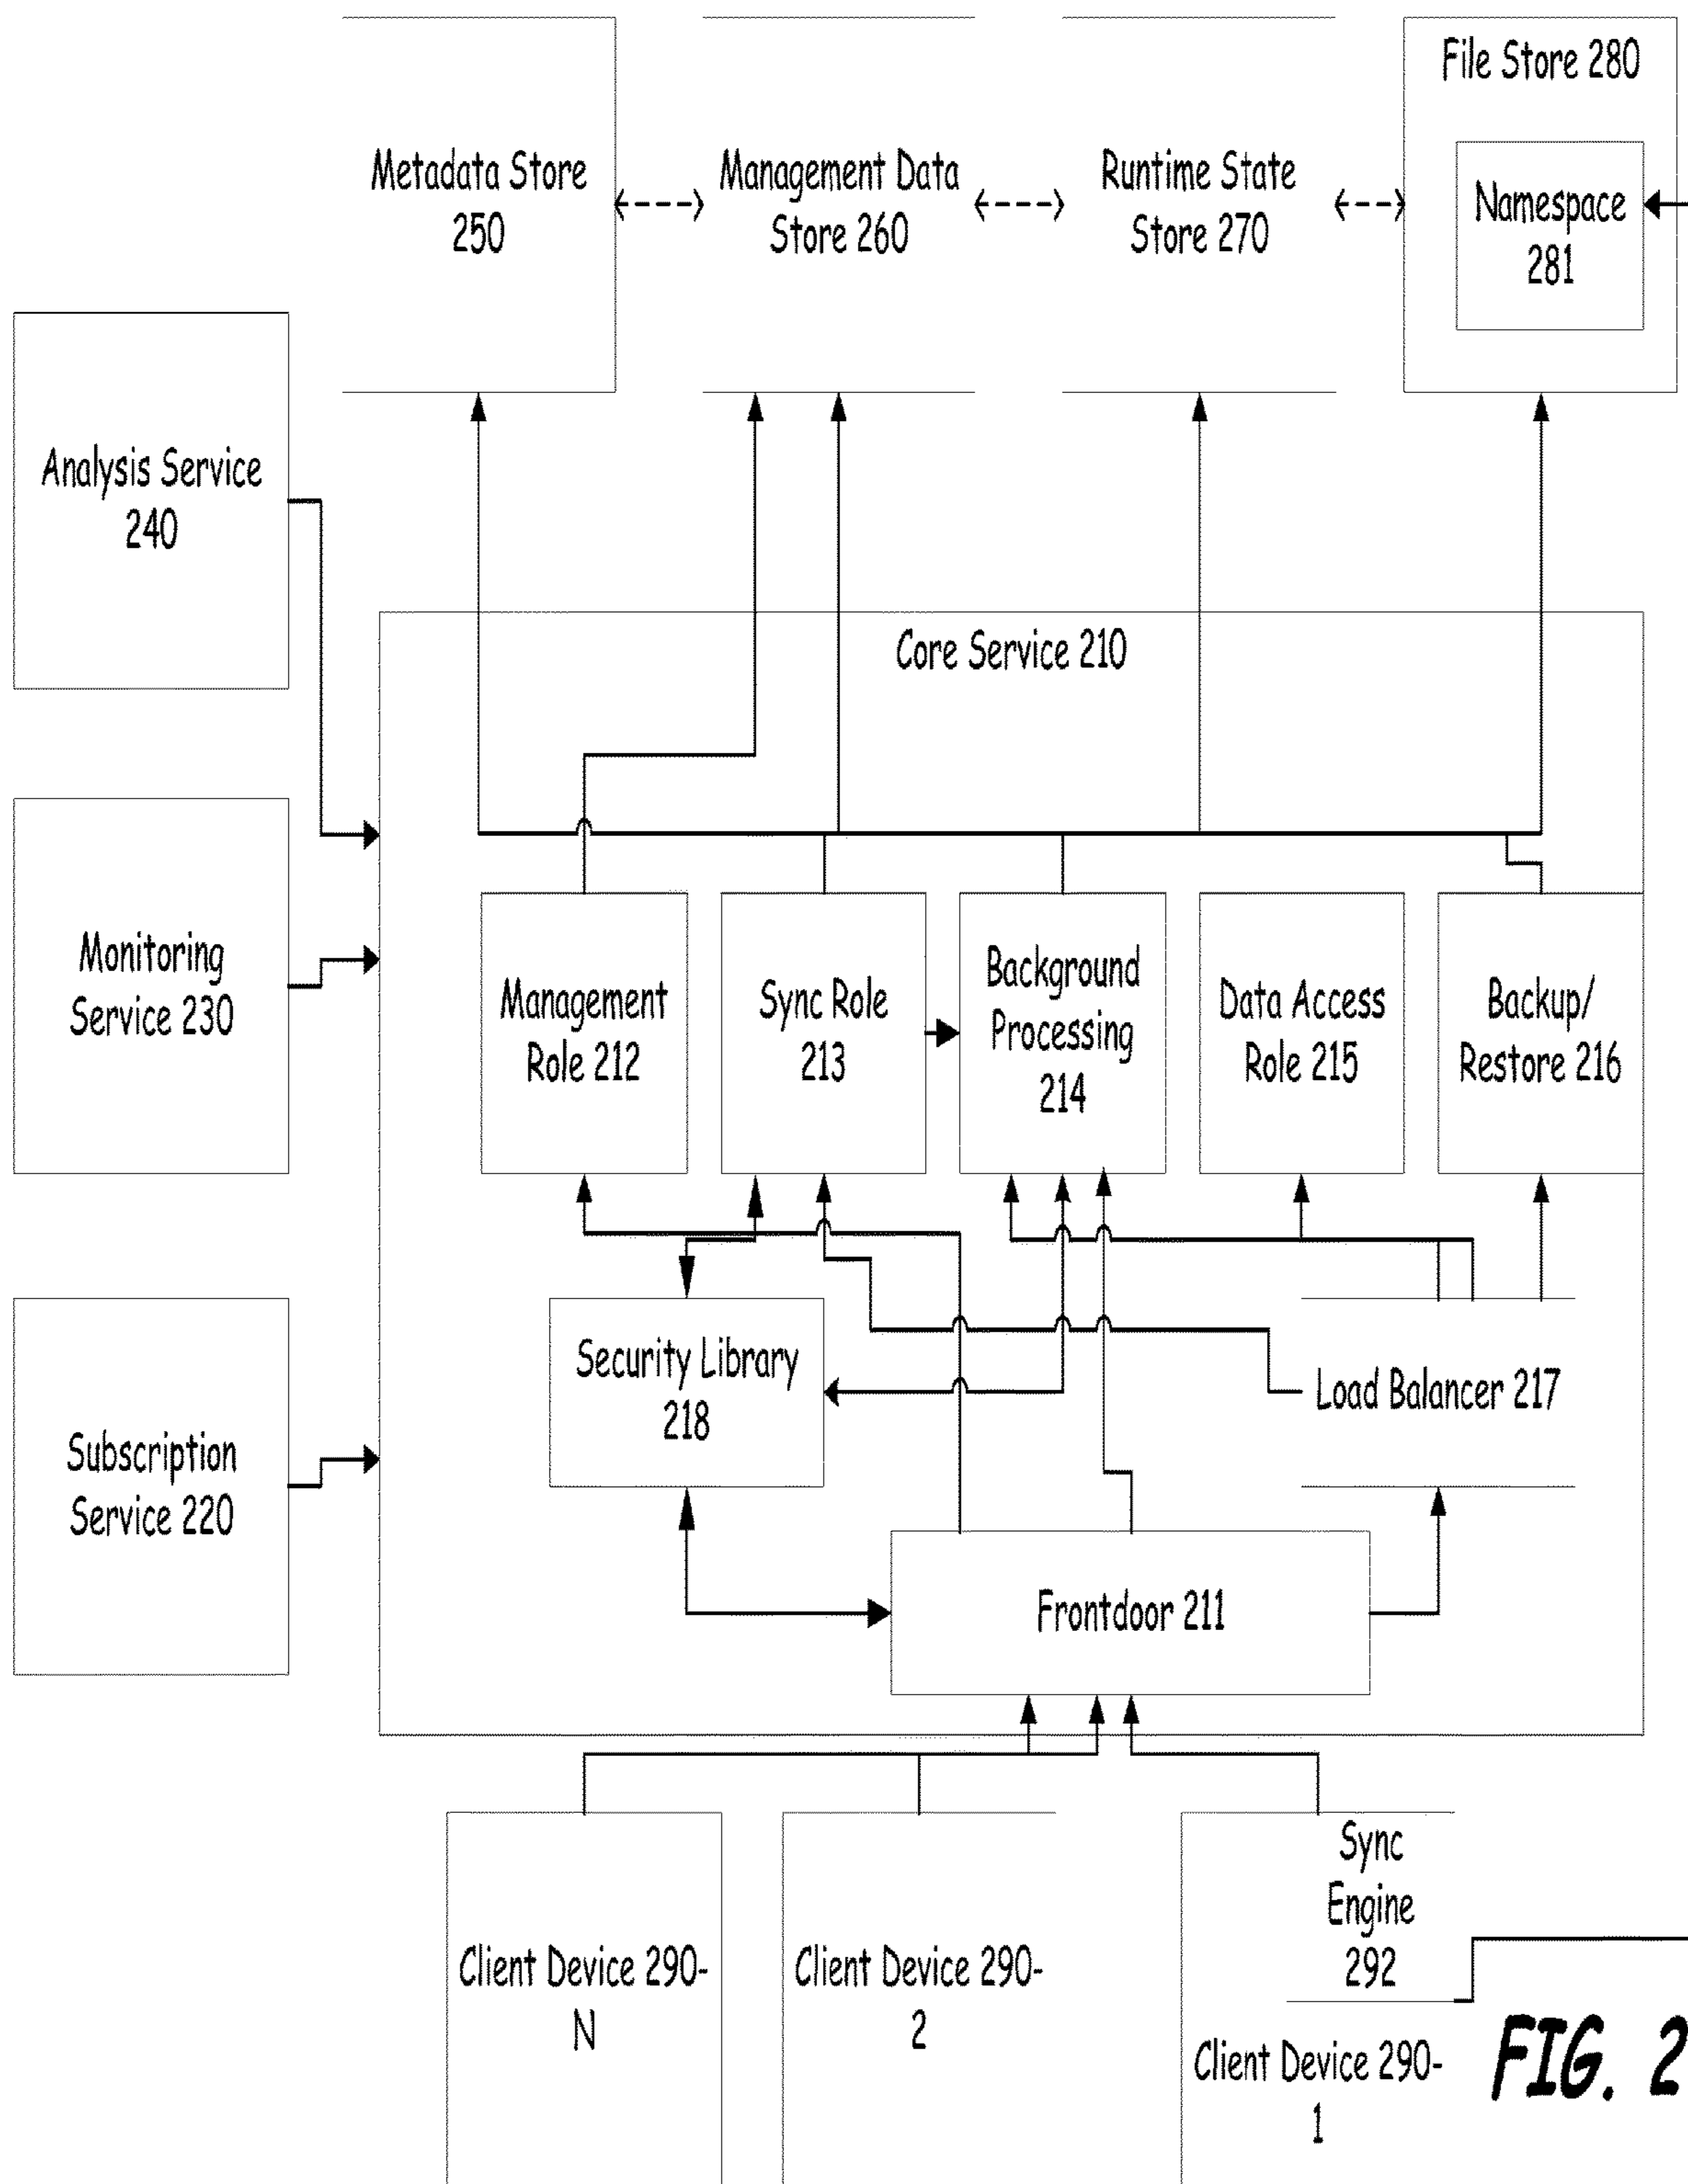 File Store 280
Metadata Store
250
Management Data
Store 260
Runtime State
Store 270
Namespace
281
Analysis Service
240
Core Service 210
Monitoring
Service 230
Management
Role 212
Sync Role
213
Background
Processing
214
Data Access
Role 215
Backup/
Restore 216
Subscription
Service 220
Security Library
218
Load Balancer 217
Frontdoor 211
Client Device 290-
N
Client Device 290-
2
Sync
Engine
292
Client Device 290-
1
FIG. 2